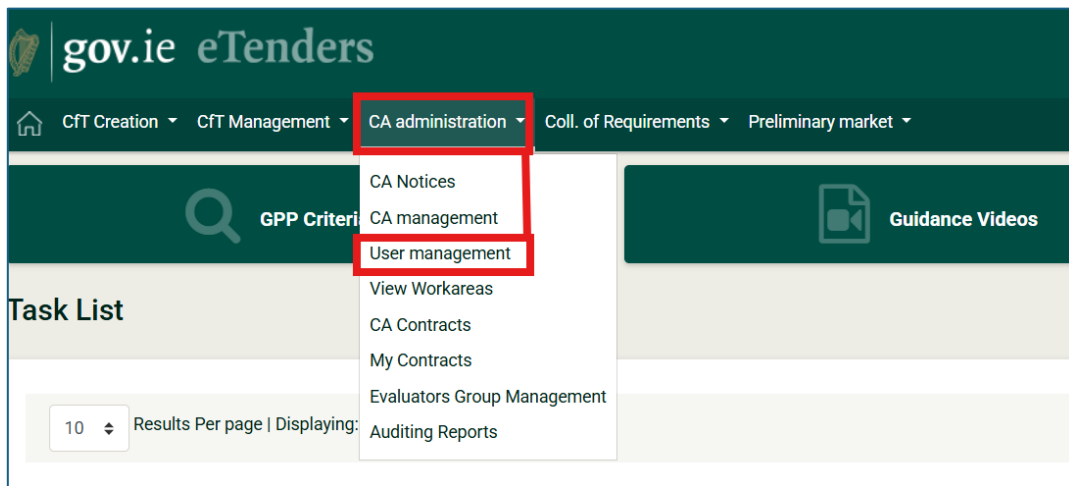 gov.ie eTenders
CfT Creation CfT Management CA administration Coll. of Requirements Preliminary market
CA Notices
CA management
User management
View Workareas
CA Contracts
My Contracts
Evaluators Group Management
Auditing Reports
GPP Criteri
Guidance Videos
Task List
10 Results Per page | Displaying: